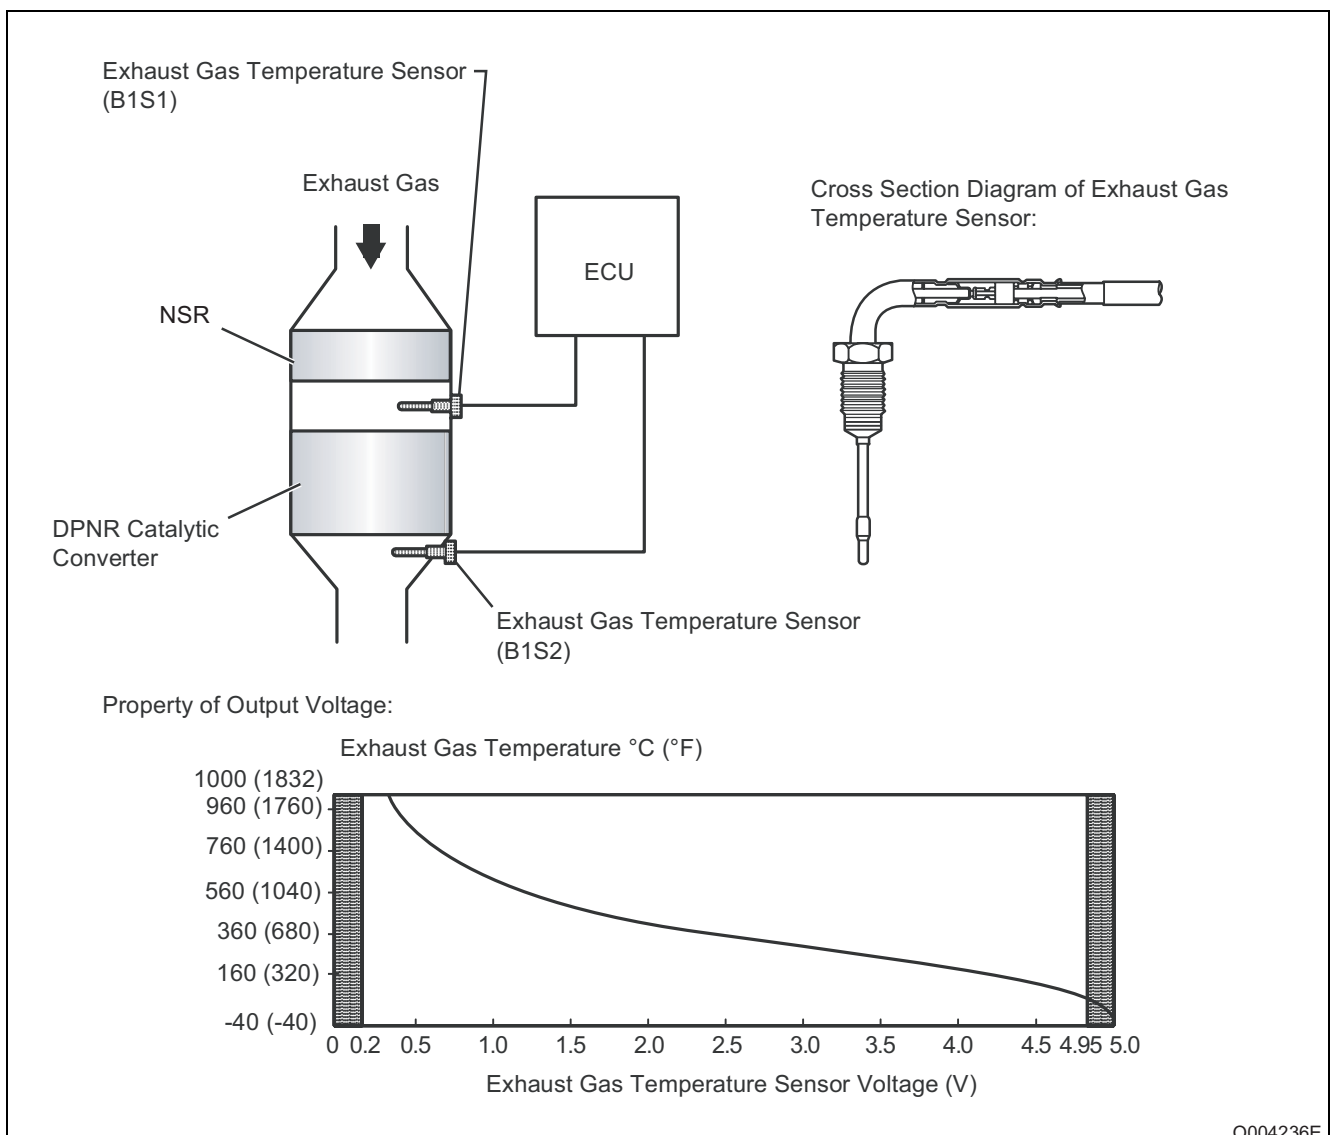 Exhaust Gas Temperature Sensor
(B1S1)
Exhaust Gas
ECU
Cross Section Diagram of Exhaust Gas
Temperature Sensor:
NSR
DPNR Catalytic
Converter
Exhaust Gas Temperature Sensor
(B1S2)
Property of Output Voltage:
Exhaust Gas Temperature °C (°F)
1000 (1832)
960 (1760)
760 (1400)
560 (1040)
360 (680)
160 (320)
-40 (-40)
0 0.2 0.5 1.0 1.5 2.0 2.5 3.0 3.5 4.0 4.5 4.95 5.0
Exhaust Gas Temperature Sensor Voltage (V)
Q004236E